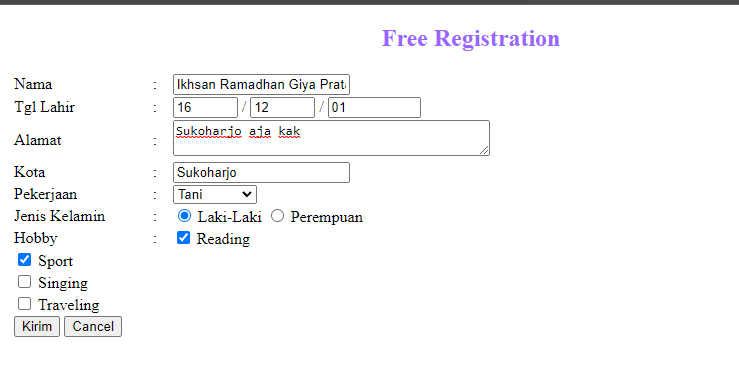 Free Registration
Nama : Ikhsan Ramadhan Giya Prat
Tgl Lahir : 16 / 12 / 01
Alamat : Sukoharjo aja kak
Kota : Sukoharjo
Pekerjaan : Tani
Jenis Kelamin : Laki-Laki Perempuan
Hobby : Reading
Sport
Singing
Traveling
Kirim Cancel